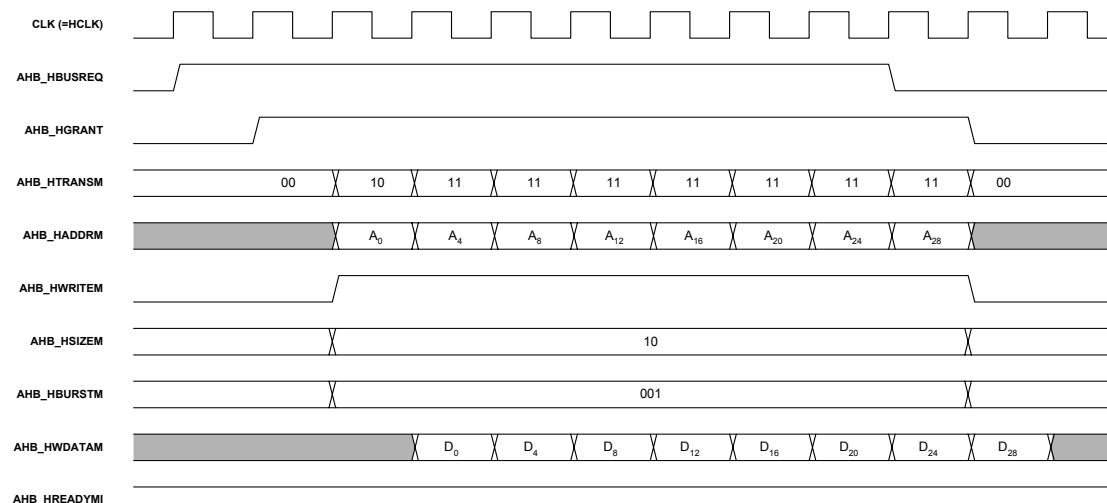 CLK (=HCLK)
AHB_HBUSREQ
AHB_HGRANT
AHB_HTRANSM 00 10 11 11 11 11 11 11 11 00
AHB_HADDRM A₀ A₄ A₈ A₁₂ A₁₆ A₂₀ A₂₄ A₂₈
AHB_HWRITEM
AHB_HSIZEM 10
AHB_HBURSTM 001
AHB_HWDATAM D₀ D₄ D₈ D₁₂ D₁₆ D₂₀ D₂₄ D₂₈
AHB_HREADYMI